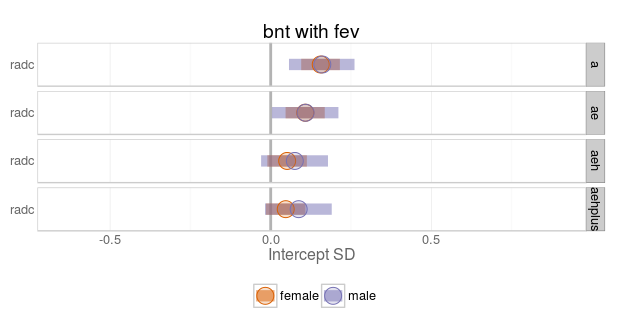 bnt with fev
radc
a
radc
ae
radc
aeh
radc
aehplus
-0.5 0.0 0.5
Intercept SD
female male